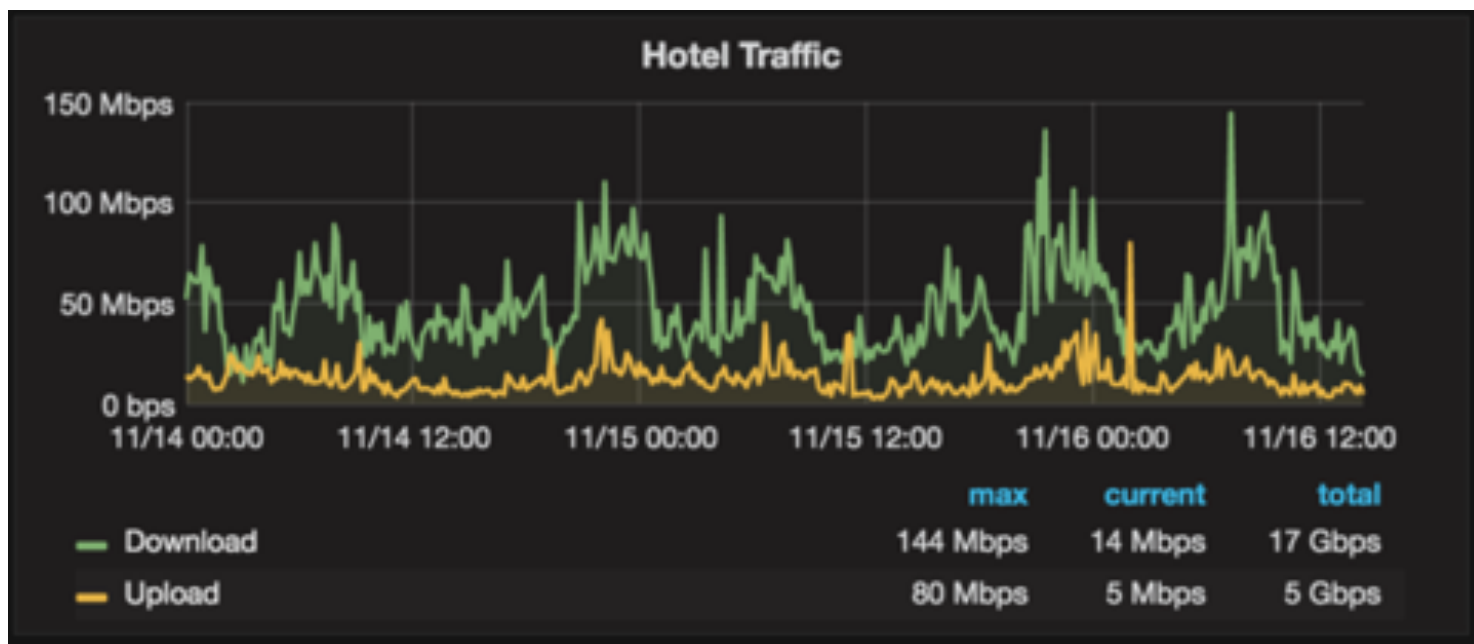 Hotel Traffic
150 Mbps
100 Mbps
50 Mbps
0 bps
11/14 00:00 11/14 12:00 11/15 00:00 11/15 12:00 11/16 00:00 11/16 12:00
max current total
Download 144 Mbps 14 Mbps 17 Gbps
Upload 80 Mbps 5 Mbps 5 Gbps